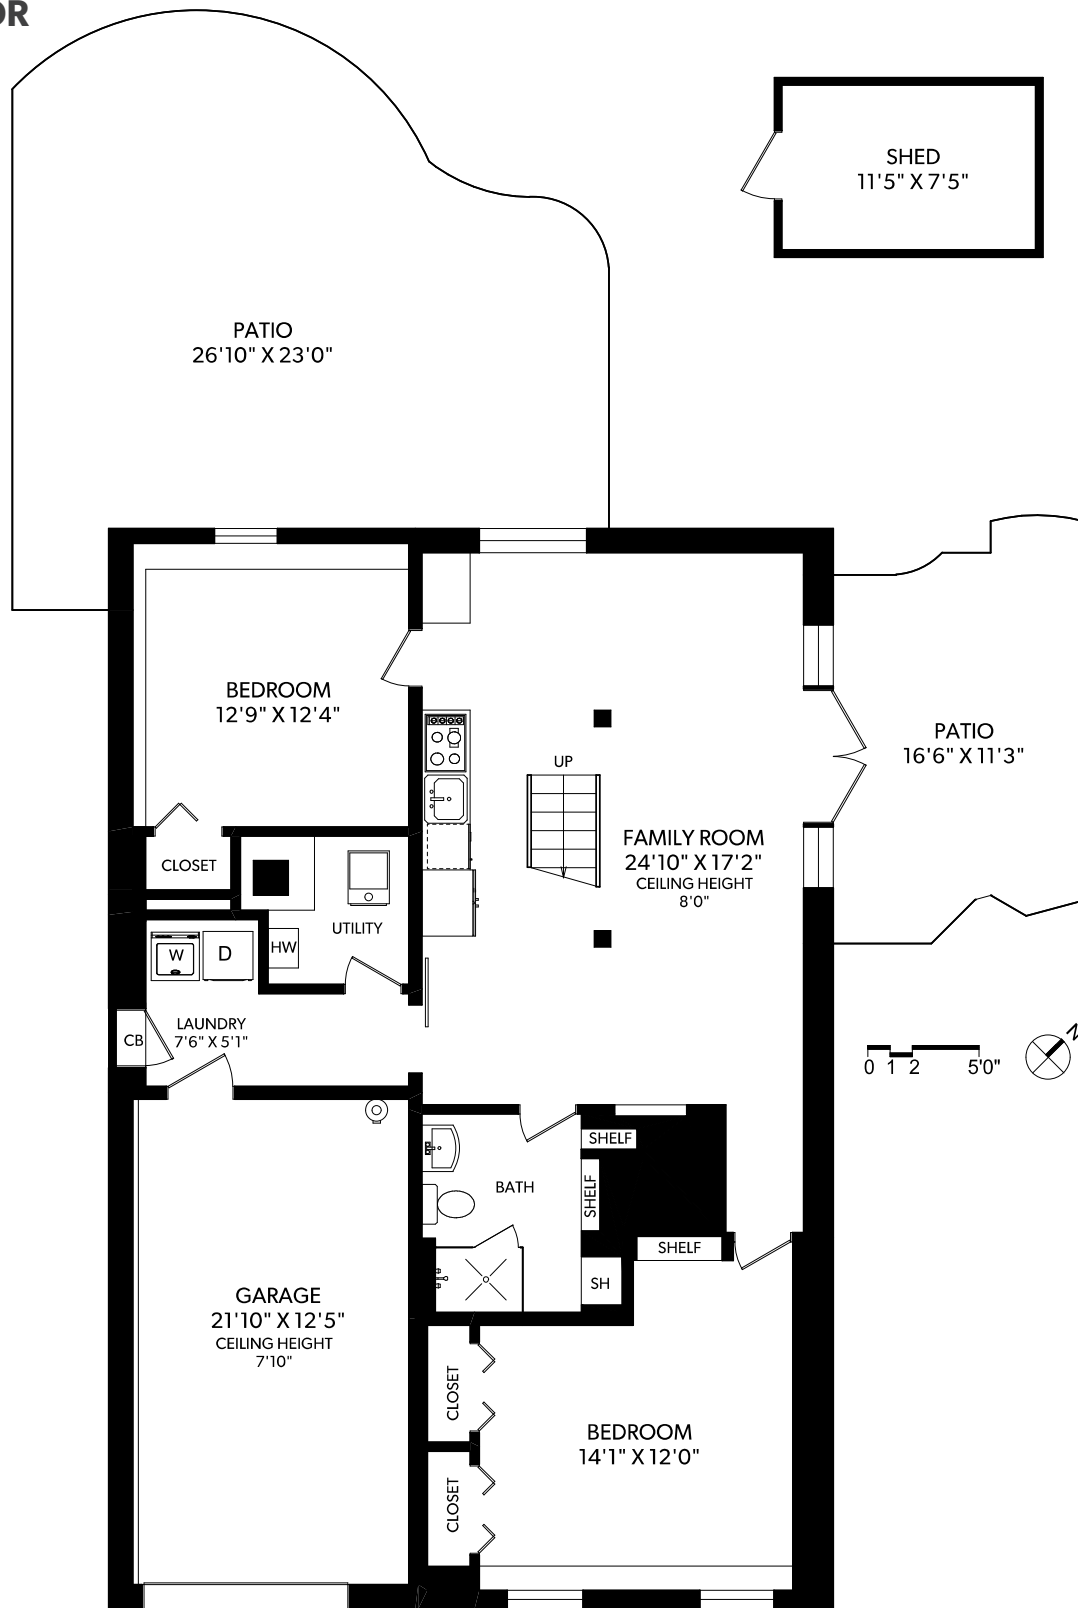 OR
SHED
11'5" X 7'5"
PATIO
26'10" X 23'0"
BEDROOM
12'9" X 12'4"
PATIO
16'6" X 11'3"
UP
FAMILY ROOM
24'10" X 17'2"
CEILING HEIGHT
8'0"
CLOSET
UTILITY
HW
W
D
LAUNDRY
7'6" X 5'1"
CB
N
0 1 2 5'0"
SHELF
BATH
SHELF
SHELF
SH
GARAGE
21'10" X 12'5"
CEILING HEIGHT
7'10"
CLOSET
BEDROOM
14'1" X 12'0"
CLOSET